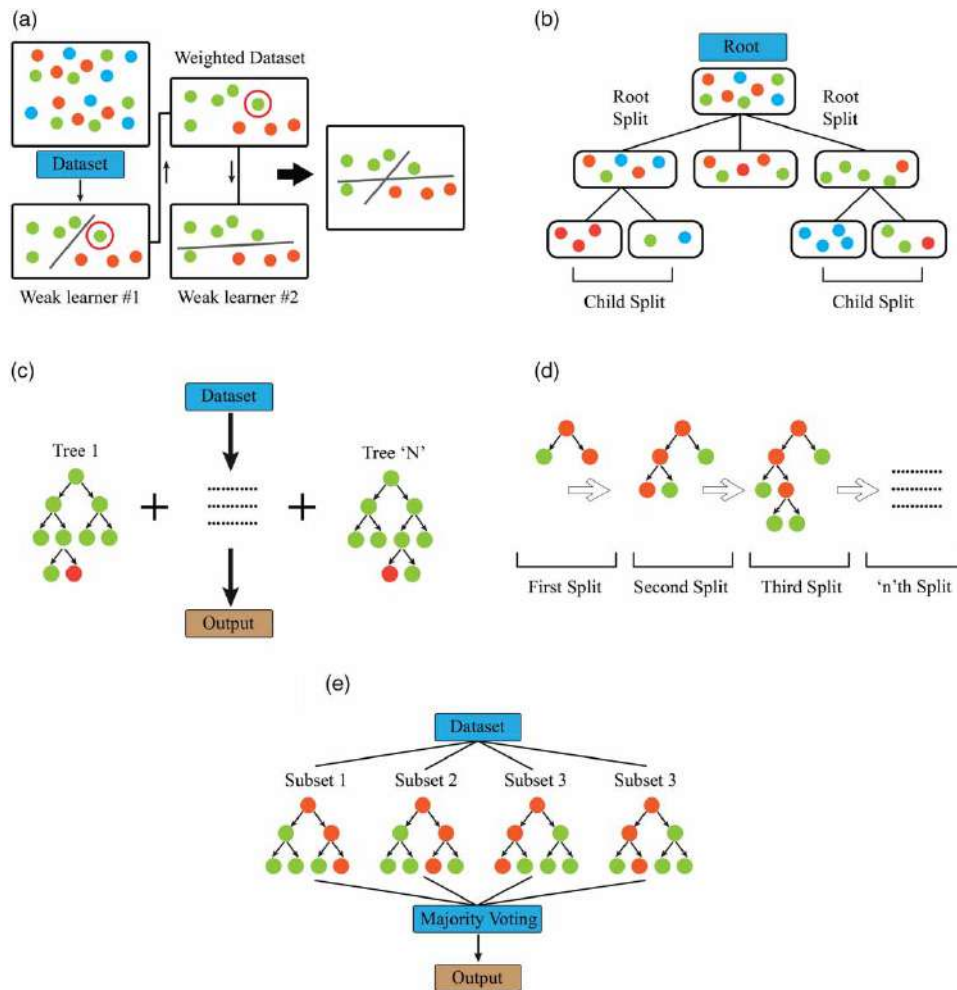 (a)
Weighted Dataset
Dataset
Weak learner #1
Weak learner #2
(b)
Root
Root
Split
Root
Split
Child Split
Child Split
(c)
Dataset
Tree 1
Tree ‘N’
+
+
Output
(d)
First Split
Second Split
Third Split
‘n’th Split
(e)
Dataset
Subset 1
Subset 2
Subset 3
Subset 3
Majority Voting
Output